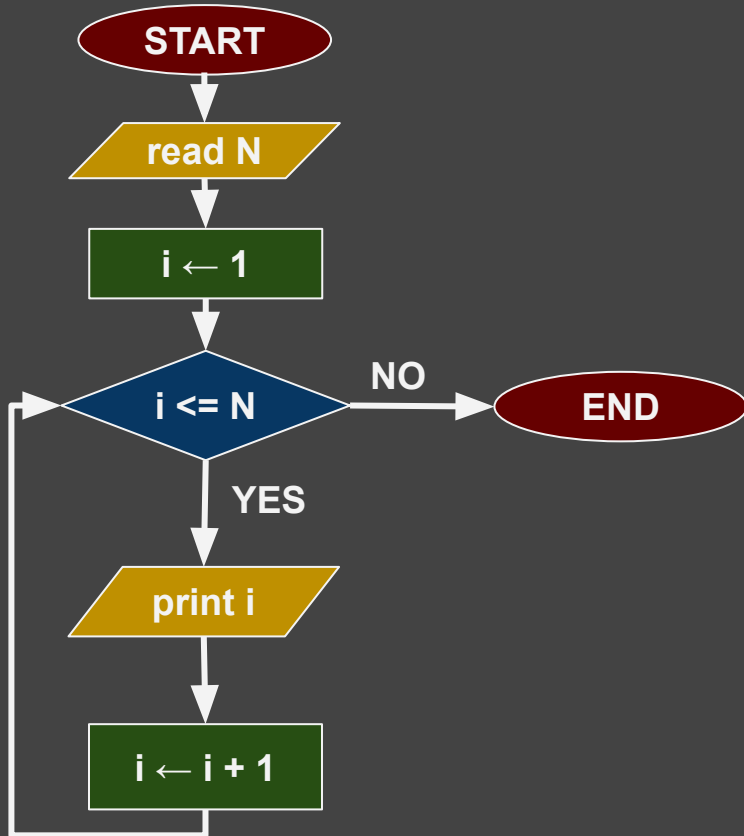 START
read N
i ← 1
i <= N
NO
END
YES
print i
i ← i + 1